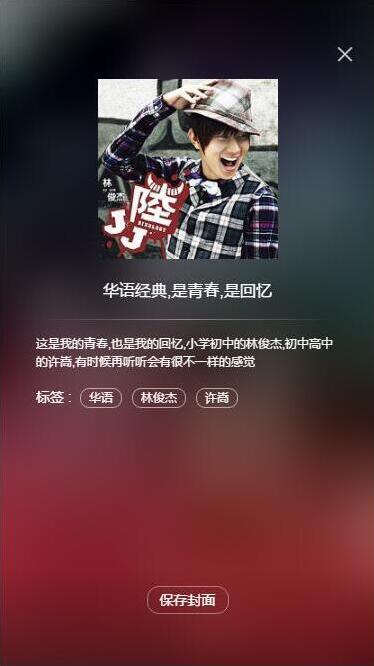 林
俊杰
陸
JJ
SIXOLOGY
华语经典,是青春,是回忆
这是我的青春,也是我的回忆,小学初中的林俊杰,初中高中
的许嵩,有时候再听听会有很不一样的感觉
标签： 华语 林俊杰 许嵩
保存封面